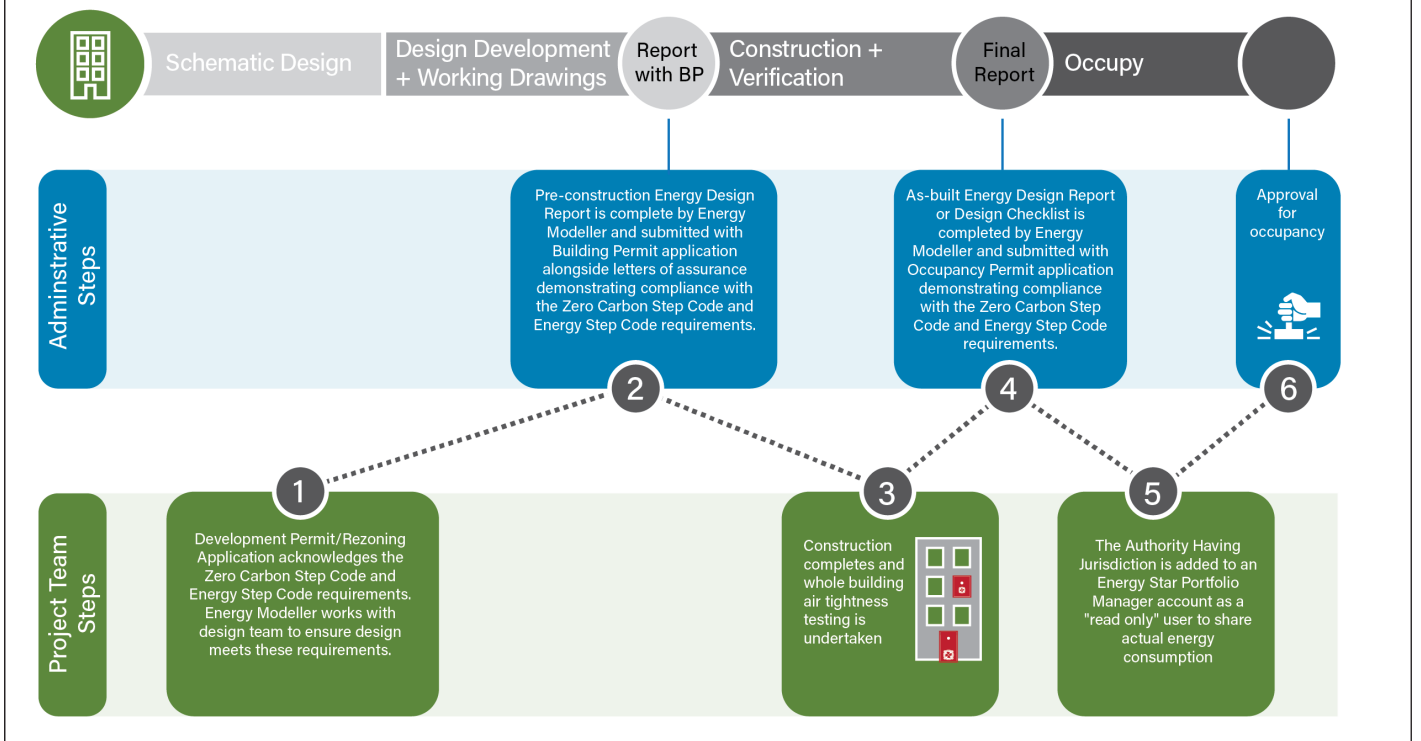 Schematic Design
Design Development
+ Working Drawings
Report
with BP
Construction +
Verification
Final
Report
Occupy
Adminstrative
Steps
Pre-construction Energy Design
Report is complete by Energy
Modeller and submitted with
Building Permit application
alongside letters of assurance
demonstrating compliance with
the Zero Carbon Step Code and
Energy Step Code requirements.
2
As-built Energy Design Report
or Design Checklist is
completed by Energy
Modeller and submitted with
Occupancy Permit application
demonstrating compliance
with the Zero Carbon Step
Code and Energy Step Code
requirements.
4
Approval
for
occupancy
6
Project Team
Steps
1
Development Permit/Rezoning
Application acknowledges the
Zero Carbon Step Code and
Energy Step Code requirements.
Energy Modeller works with
design team to ensure design
meets these requirements.
3
Construction
completes and
whole building
air tightness
testing is
undertaken
5
The Authority Having
Jurisdiction is added to an
Energy Star Portfolio
Manager account as a
"read only" user to share
actual energy
consumption